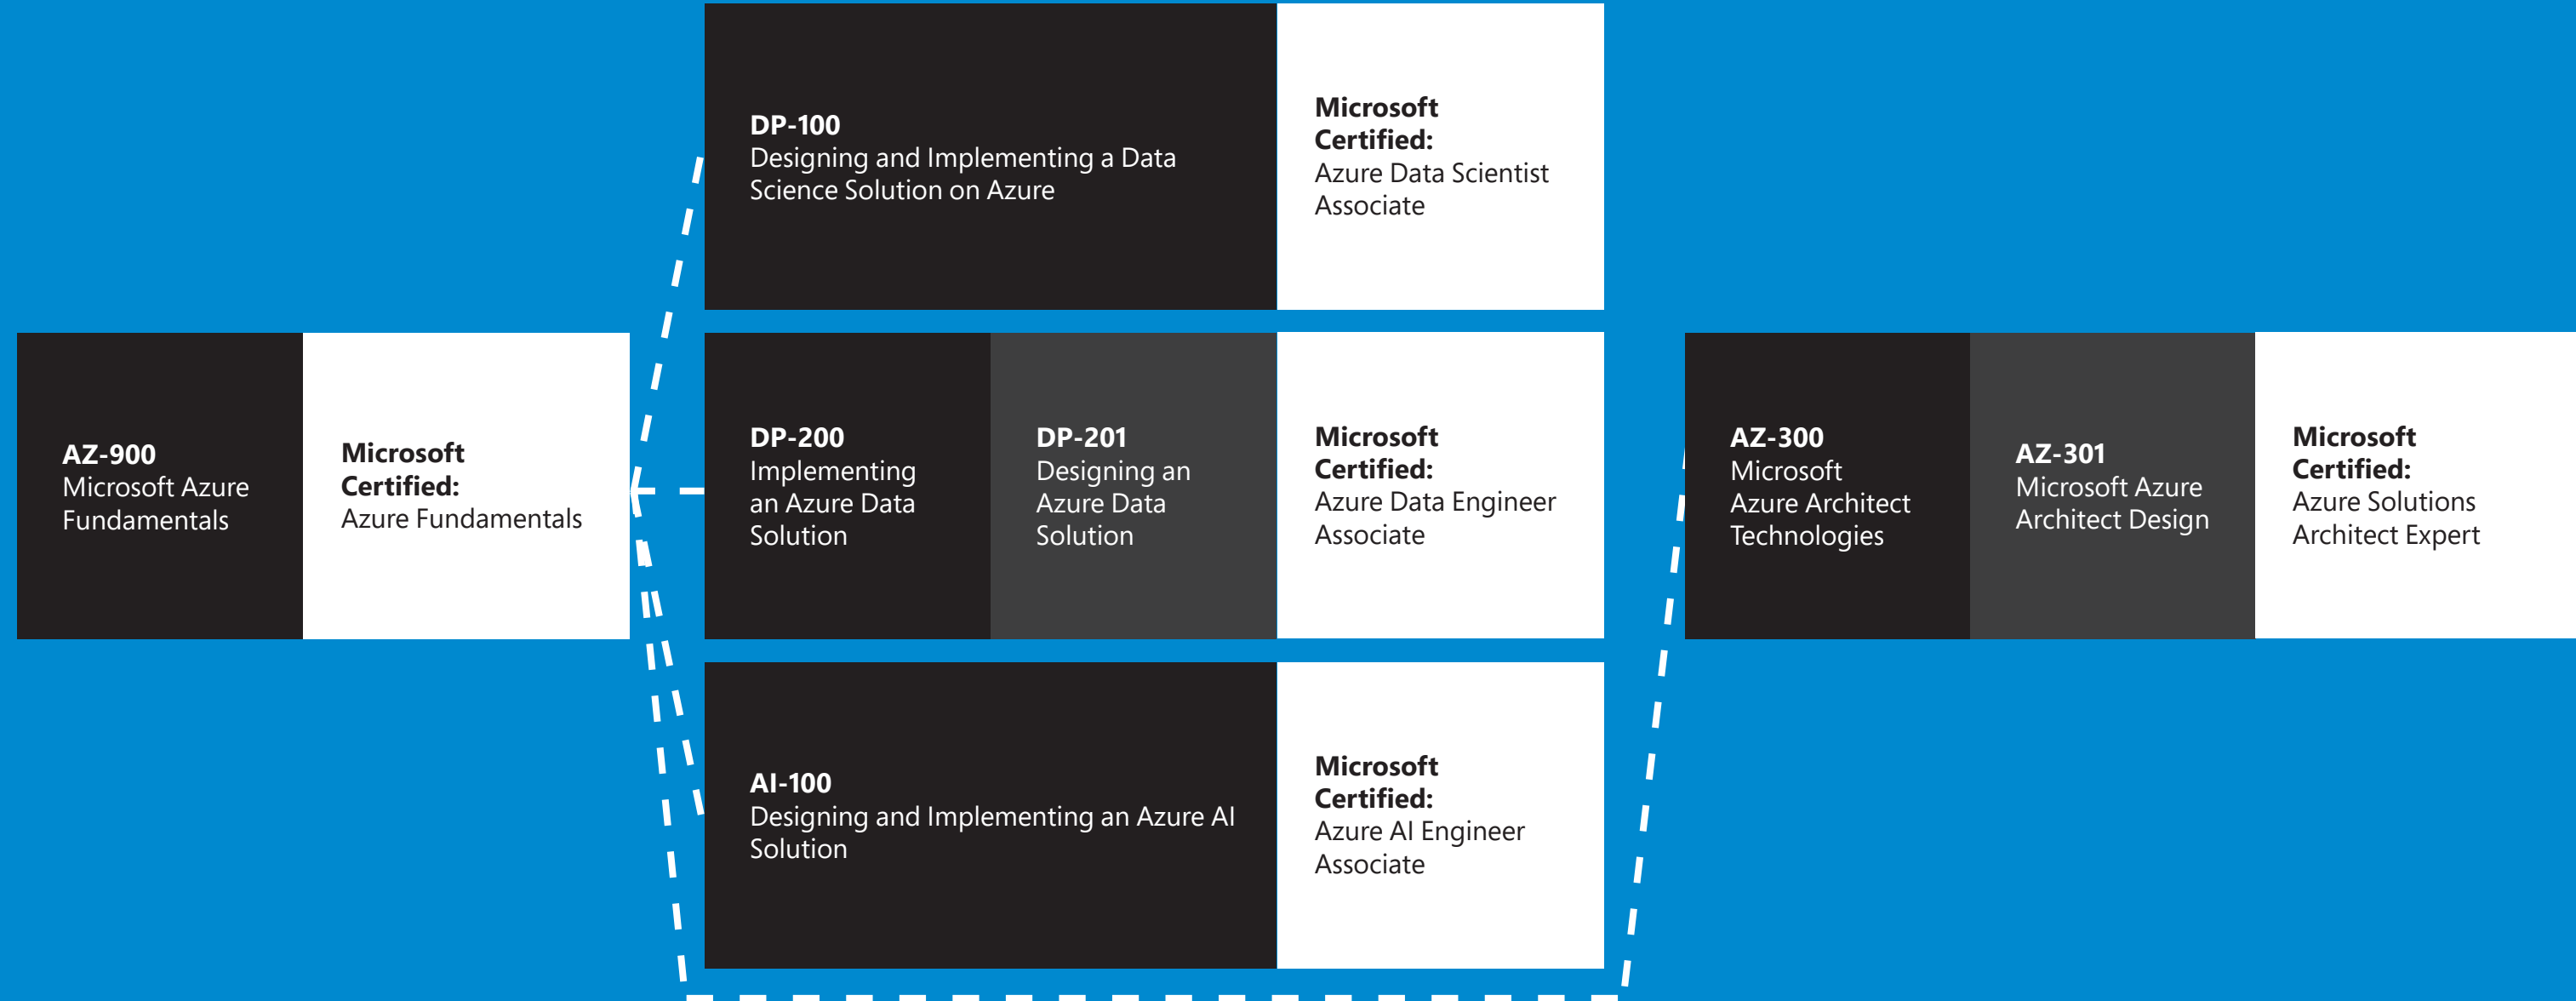 AZ-900
Microsoft Azure
Fundamentals
Microsoft
Certified:
Azure Fundamentals
DP-100
Designing and Implementing a Data
Science Solution on Azure
Microsoft
Certified:
Azure Data Scientist
Associate
DP-200
Implementing
an Azure Data
Solution
DP-201
Designing an
Azure Data
Solution
Microsoft
Certified:
Azure Data Engineer
Associate
AI-100
Designing and Implementing an Azure AI
Solution
Microsoft
Certified:
Azure AI Engineer
Associate
AZ-300
Microsoft
Azure Architect
Technologies
AZ-301
Microsoft Azure
Architect Design
Microsoft
Certified:
Azure Solutions
Architect Expert